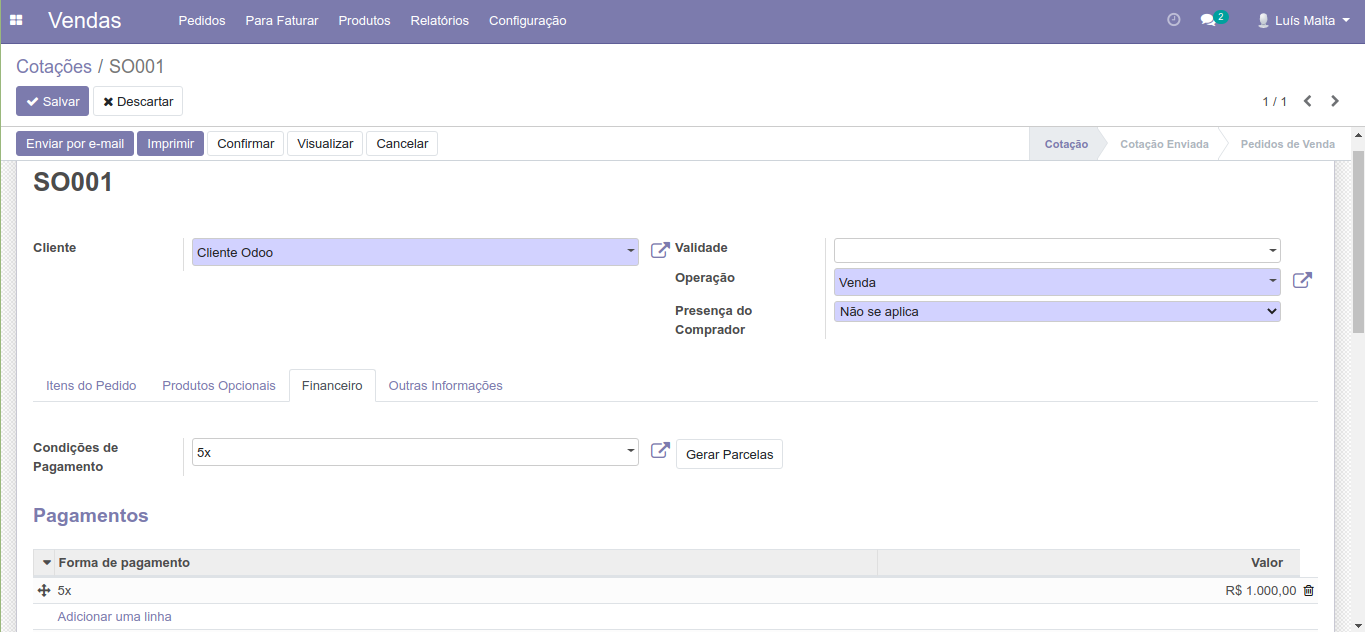 Vendas Pedidos Para Faturar Produtos Relatórios Configuração 2 Luís Malta
Cotações / SO001
Salvar Descartar 1 / 1
Enviar por e-mail Imprimir Confirmar Visualizar Cancelar Cotação Cotação Enviada Pedidos de Venda
SO001
Cliente Cliente Odoo Validade
Operação Venda
Presença do Comprador Não se aplica
Itens do Pedido Produtos Opcionais Financeiro Outras Informações
Condições de Pagamento 5x Gerar Parcelas
Pagamentos
Forma de pagamento Valor
5x R$ 1.000,00
Adicionar uma linha